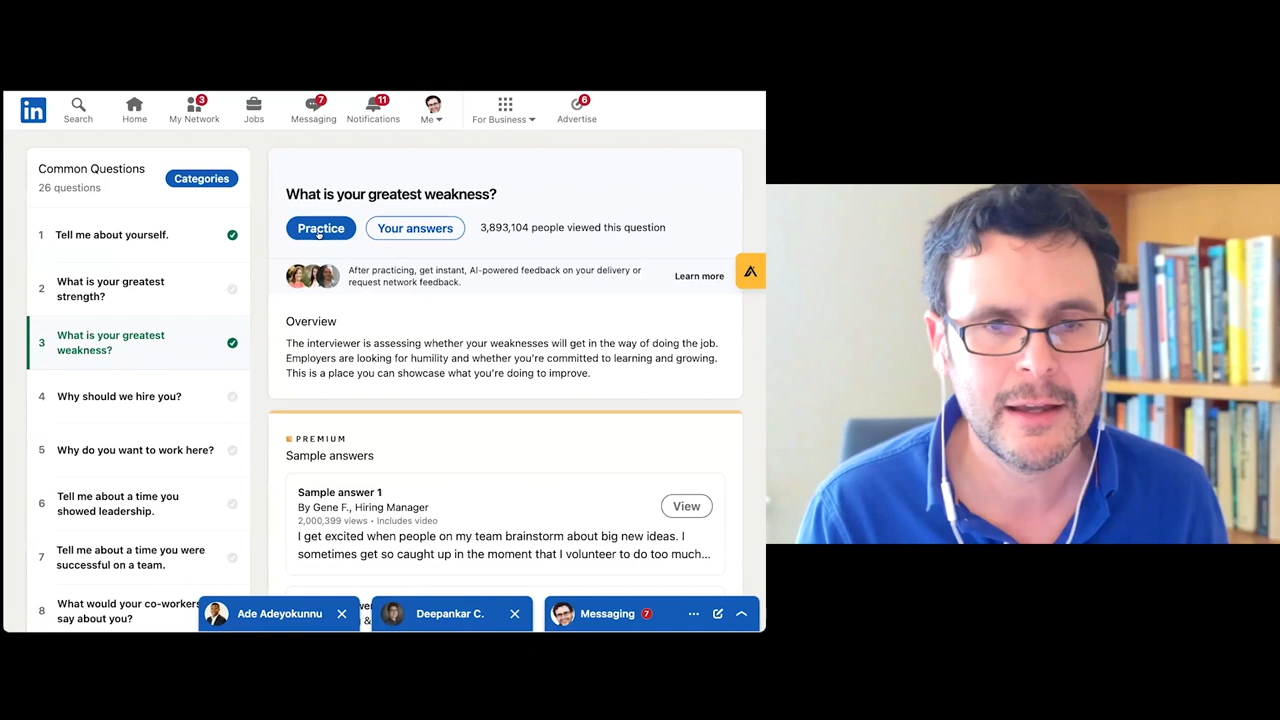 in
Search
Home
3
My Network
Jobs
7
Messaging
11
Notifications
Me
For Business
6
Advertise
Common Questions
26 questions
Categories
1 Tell me about yourself.
2 What is your greatest
strength?
3 What is your greatest
weakness?
4 Why should we hire you?
5 Why do you want to work here?
6 Tell me about a time you
showed leadership.
7 Tell me about a time you were
successful on a team.
8 What would your co-workers
say about you?
What is your greatest weakness?
Practice
Your answers
3,893,104 people viewed this question
After practicing, get instant, AI-powered feedback on your delivery or
request network feedback.
Learn more
Overview
The interviewer is assessing whether your weaknesses will get in the way of doing the job.
Employers are looking for humility and whether you're committed to learning and growing.
This is a place you can showcase what you're doing to improve.
PREMIUM
Sample answers
Sample answer 1
By Gene F., Hiring Manager
2,000,399 views • Includes video
View
I get excited when people on my team brainstorm about big new ideas. I
sometimes get so caught up in the moment that I volunteer to do too much...
Ade Adeyokunnu
Deepankar C.
Messaging 7